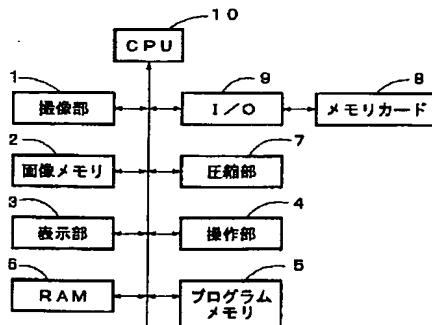 10
CPU
1
9
8
撮像部
I/O
メモリカード
2
7
画像メモリ
圧縮部
3
4
表示部
操作部
6
5
RAM
プログラム
メモリ